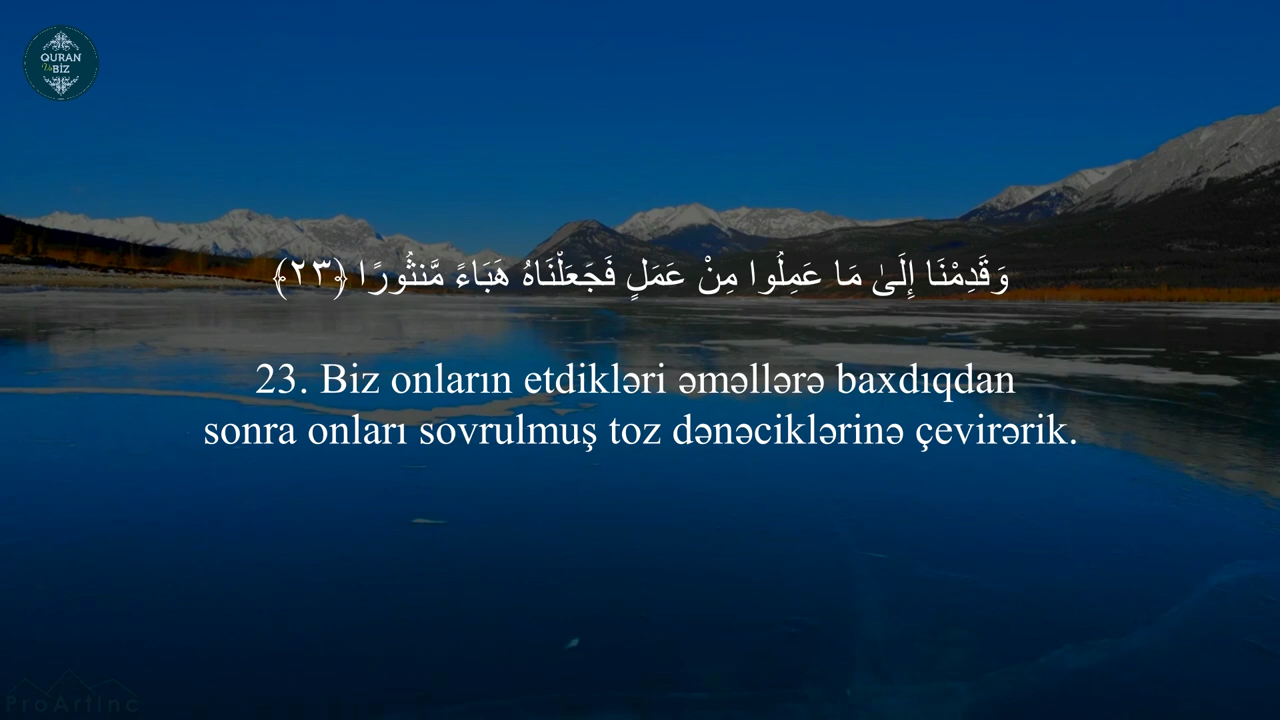 QURAN
Və BİZ
وَقَدِمْنَا إِلَىٰ مَا عَمِلُوا مِنْ عَمَلٍ فَجَعَلْنَاهُ هَبَاءً مَّنثُورًا ﴿٢٣﴾
23. Biz onların etdikləri əməllərə baxdıqdan
sonra onları sovrulmuş toz dənəciklərinə çevirərik.
ProArtInc